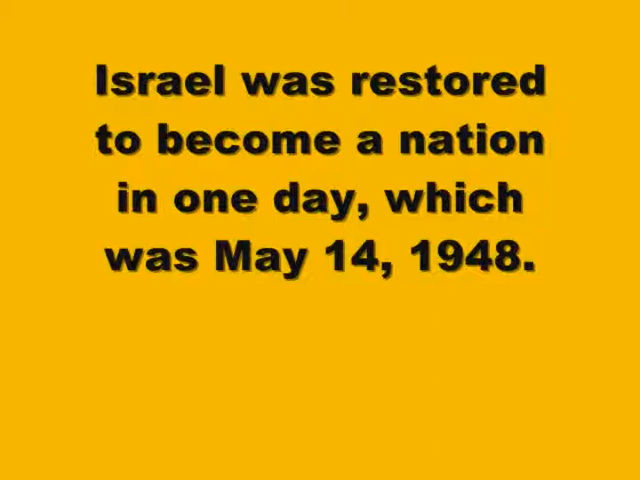 Israel was restored
to become a nation
in one day, which
was May 14, 1948.